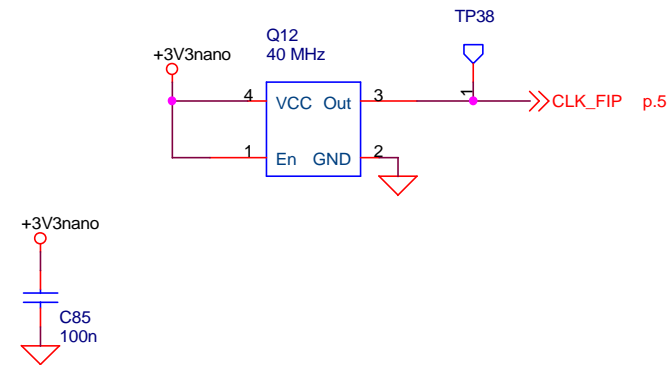 TP38
Q12
40 MHz
+3V3nano
4 VCC Out 3
1
CLK_FIP p.5
1 En GND 2
+3V3nano
C85
100n